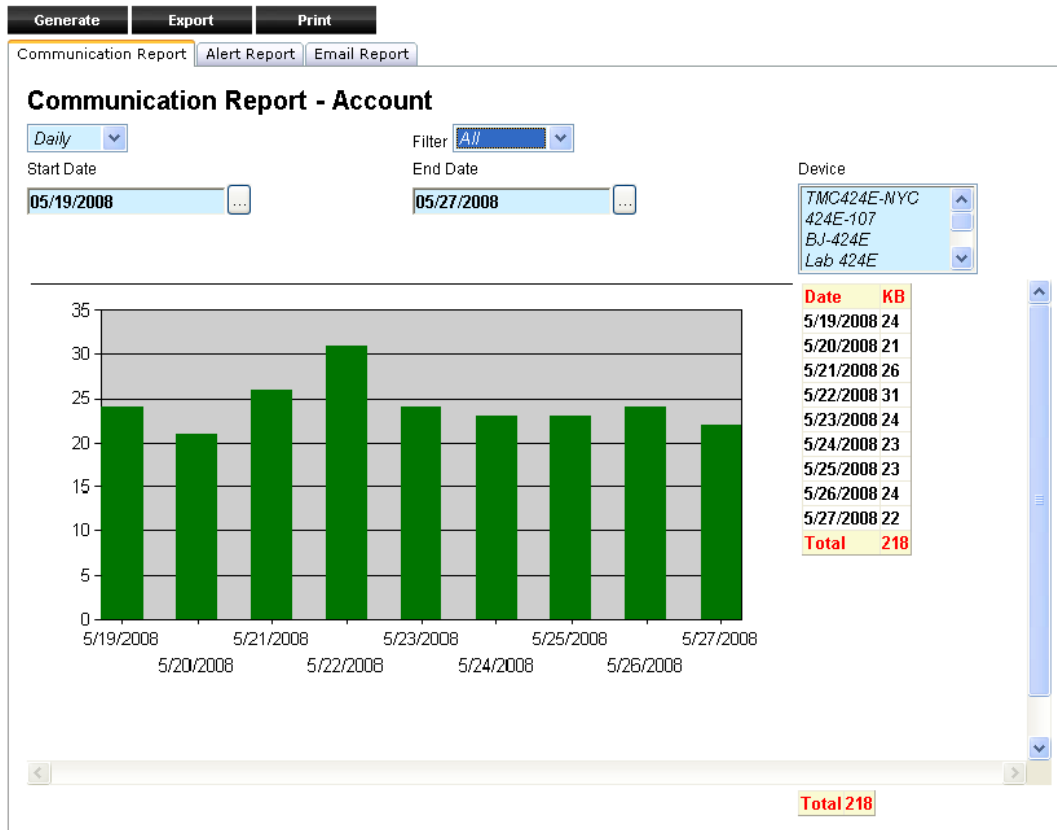 Generate Export Print
Communication Report Alert Report Email Report
Communication Report - Account
Daily Filter All
Start Date End Date Device
05/19/2008 ... 05/27/2008 ...
TMC424E-NYC
424E-107
BJ-424E
Lab 424E
35
30
25
20
15
10
5
0
5/19/2008 5/21/2008 5/23/2008 5/25/2008 5/27/2008
5/20/2008 5/22/2008 5/24/2008 5/26/2008
Date KB
5/19/2008 24
5/20/2008 21
5/21/2008 26
5/22/2008 31
5/23/2008 24
5/24/2008 23
5/25/2008 23
5/26/2008 24
5/27/2008 22
Total 218
Total 218